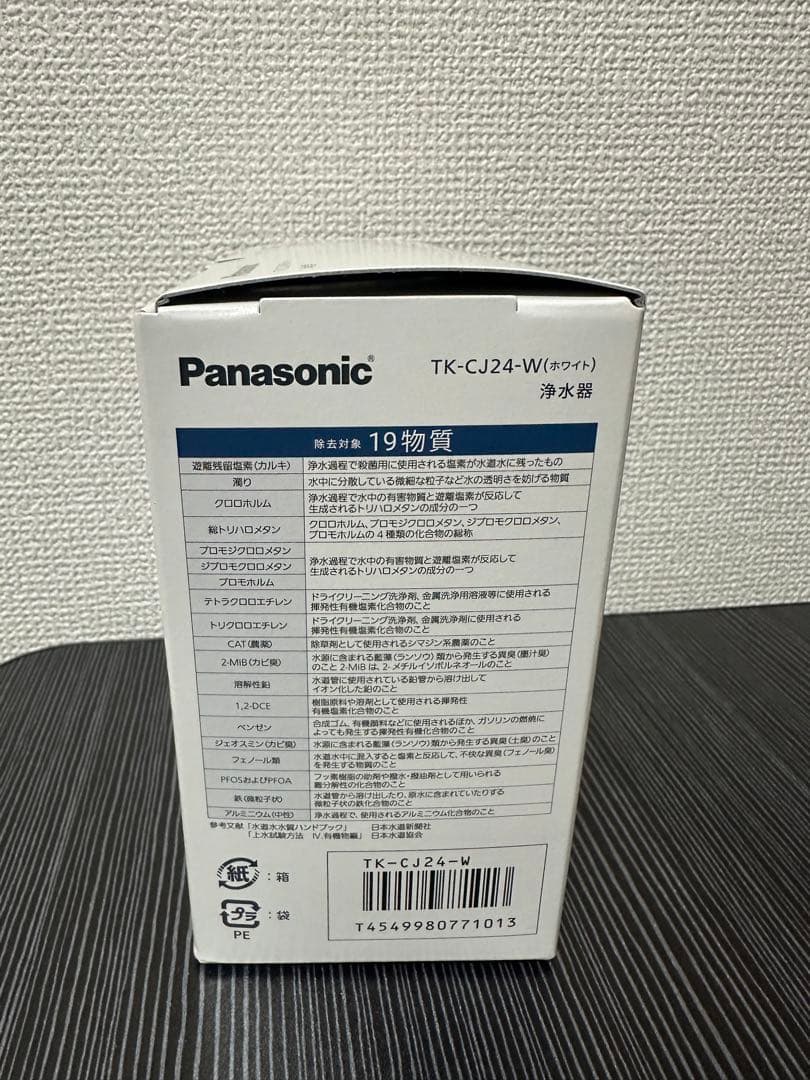 Panasonic®
TK-CJ24-W(ホワイト)
浄水器
除去対象 19物質
遊離残留塩素(カルキ) 浄水過程で殺菌用に使用される塩素が水道水に残ったもの
濁り 水中に分散している微細な粒子など水の透明さを妨げる物質
クロロホルム 浄水過程で水中の有害物質と遊離塩素が反応して
生成されるトリハロメタンの成分の一つ
総トリハロメタン クロロホルム、ブロモジクロロメタン、ジブロモクロロメタン、
ブロモホルムの4種類の化合物の総称
ブロモジクロロメタン
ジブロモクロロメタン
ブロモホルム
浄水過程で水中の有害物質と遊離塩素が反応して
生成されるトリハロメタンの成分の一つ
テトラクロロエチレン ドライクリーニング洗浄剤、金属洗浄用溶液等に使用される
揮発性有機塩素化合物のこと
トリクロロエチレン ドライクリーニング洗浄剤、金属洗浄剤に使用される
揮発性有機塩素化合物のこと
CAT(農薬) 除草剤として使用されるシマジン系農薬のこと
2-MIB(カビ臭) 水源に含まれる藍藻(ランソウ)類から発生する異臭(墨汁臭)
のこと 2-MIBは、2-メチルイソボルネオールのこと
溶解性鉛 水道管に使用されている鉛管から溶け出して
イオン化した鉛のこと
1,2-DCE 樹脂原料や溶剤として使用される揮発性
有機塩素化合物のこと
ベンゼン 合成ゴム、有機顔料などに使用されるほか、ガソリンの燃焼に
よっても発生する揮発性有機化合物のこと
ジェオスミン(カビ臭) 水源に含まれる藍藻(ランソウ)類から発生する異臭(土臭)のこと
フェノール類 水道水中に混入すると塩素と反応して、不快な異臭(フェノール臭)
を発生する物質のこと
PFOSおよびPFOA フッ素樹脂の助剤や撥水・撥油剤として用いられる
難分解性の化合物のこと
鉄(微粒子状) 水道管から溶け出したり、原水に含まれていたりする
微粒子状の鉄化合物のこと
アルミニウム(中性) 浄水過程で、使用されるアルミニウム化合物のこと
参考文献「水道水水質ハンドブック」 日本水道新聞社
「上水試験方法 Ⅳ.有機物編」 日本水道協会
紙:箱
プラ:袋
PE
TK-CJ24-W
T4549980771013